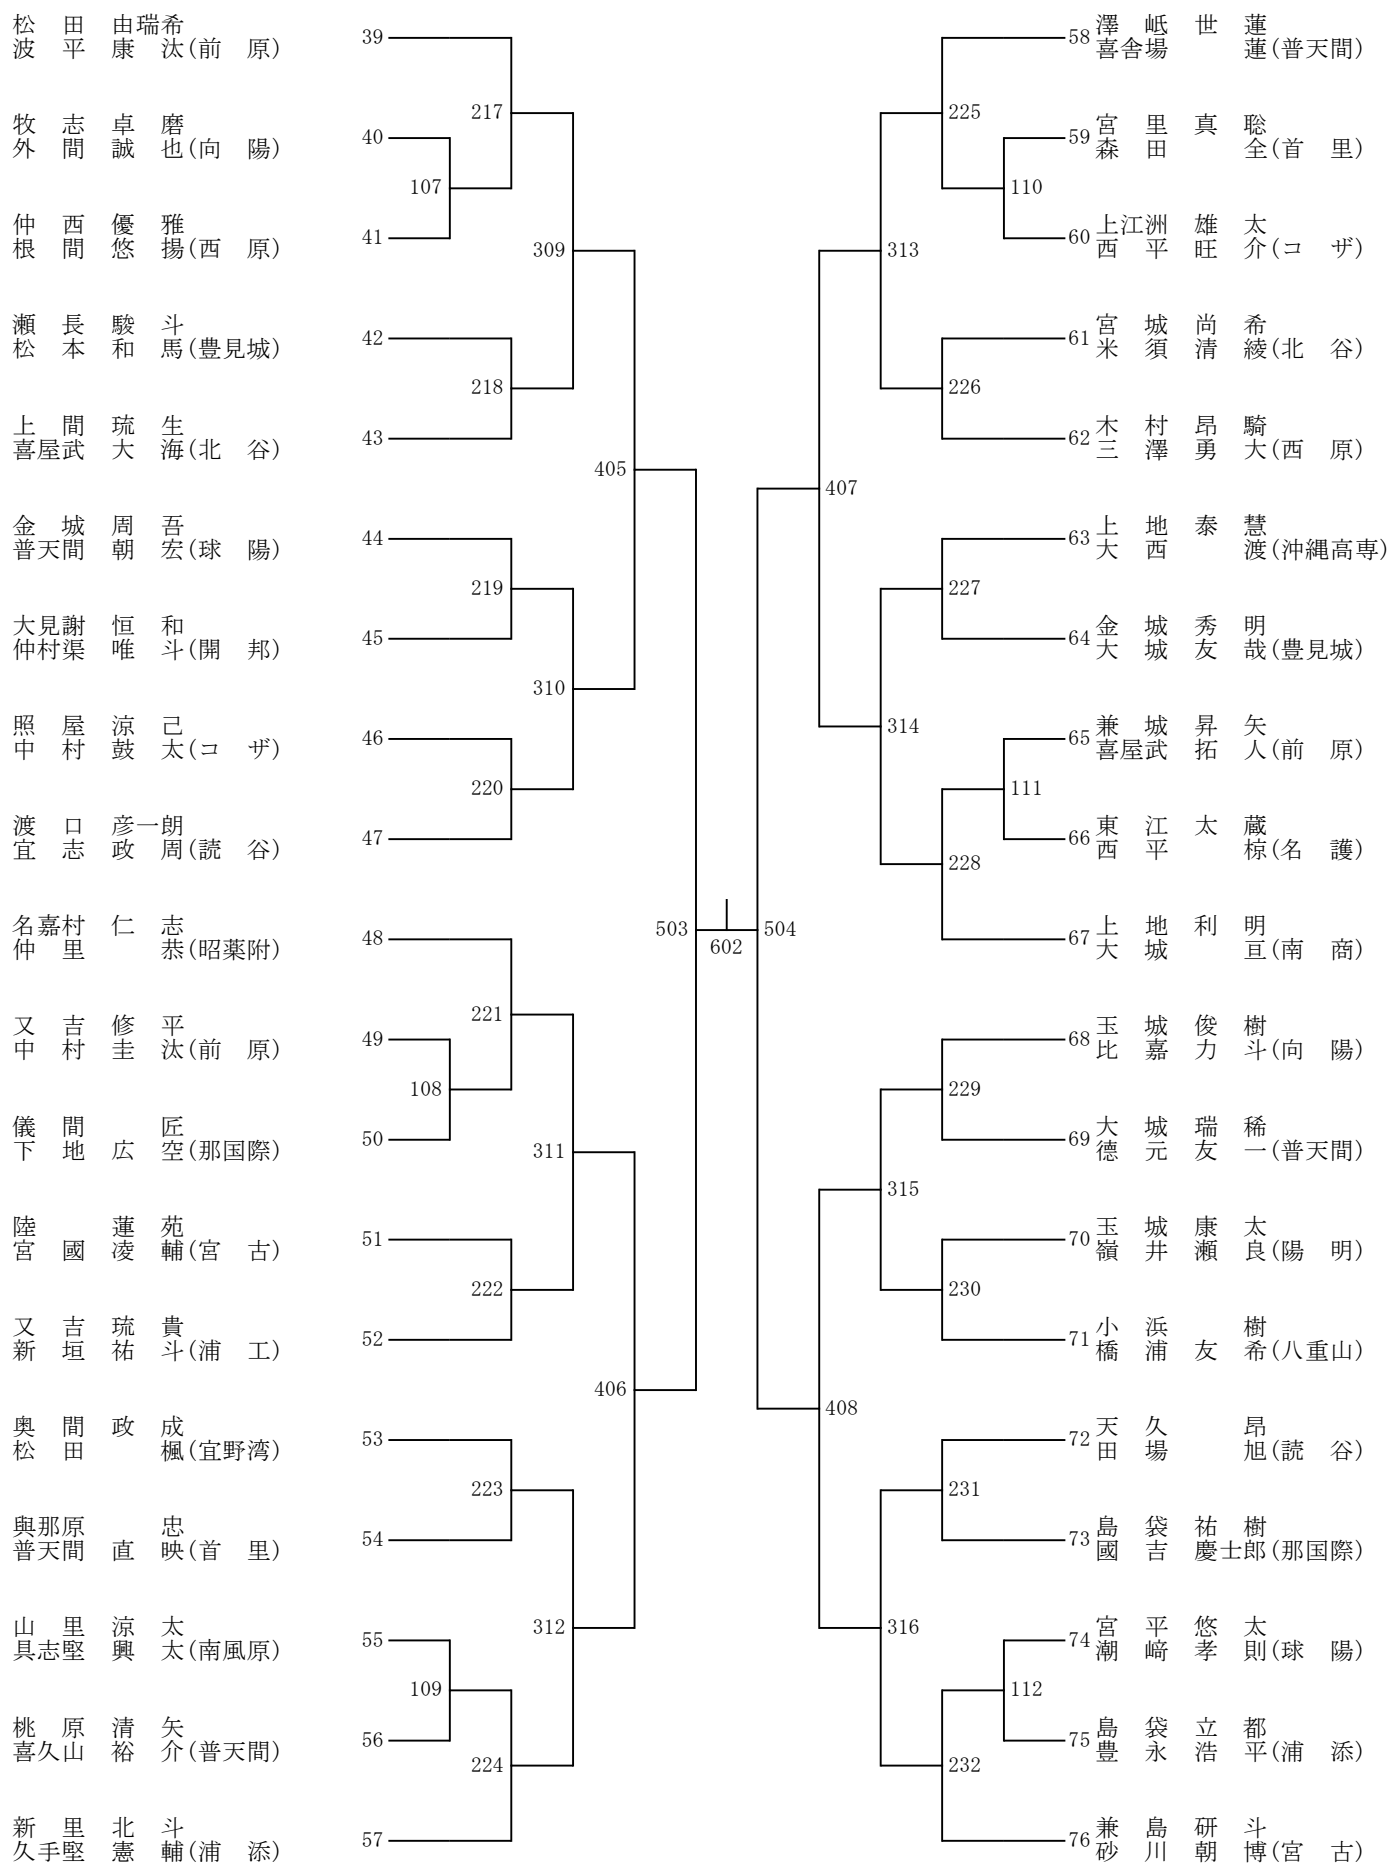 松田 由瑞希
波平 康汰(前原) 39
牧志 卓磨
外間 誠也(向陽) 40
仲西 優雅
根間 悠揚(西原) 41
瀬長 駿斗
松本 和馬(豊見城) 42
上間 琉生
喜屋武 大海(北谷) 43
金城 周吾
普天間 朝宏(球陽) 44
大見謝 恒和
仲村渠 唯斗(開邦) 45
照屋 涼己
中村 鼓太(コザ) 46
渡口 彦一朗
宜志 政周(読谷) 47
名嘉村 仁志
仲里 恭(昭薬附) 48
又吉 修平
中村 圭汰(前原) 49
儀間 匠
下地 広空(那国際) 50
陸 蓮苑
宮國 凌輔(宮古) 51
又吉 琉貴
新垣 祐斗(浦工) 52
奥間 政成
松田 楓(宜野湾) 53
與那原 忠
普天間 直映(首里) 54
山里 涼太
具志堅 興太(南風原) 55
桃原 清矢
喜久山 裕介(普天間) 56
新里 北斗
久手堅 憲輔(浦添) 57
217
107
309
218
405
219
310
220
503
221
108
311
222
406
223
312
109
224
602
504
225
110
313
226
407
227
314
111
228
229
315
230
408
231
316
112
232
澤岻 世蓮
58 喜舎場 蓮(普天間)
宮里 真聡
59 森田 全(首里)
上江洲 雄太
60 西平 旺介(コザ)
宮城 尚希
61 米須 清綾(北谷)
木村 昂騎
62 三澤 勇大(西原)
上地 泰慧
63 大西 渡(沖縄高専)
金城 秀明
64 大城 友哉(豊見城)
兼城 昇矢
65 喜屋武 拓人(前原)
東江 太蔵
66 西平 椋(名護)
上地 利明
67 大城 亘(南商)
玉城 俊樹
68 比嘉 力斗(向陽)
大城 瑞稀
69 德元 友一(普天間)
玉城 康太
70 嶺井 瀬良(陽明)
小浜 樹
71 橋浦 友希(八重山)
天久 昂
72 田場 旭(読谷)
島袋 祐樹
73 國吉 慶士郎(那国際)
宮平 悠太
74 潮﨑 孝則(球陽)
島袋 立都
75 豊永 浩平(浦添)
兼島 研斗
76 砂川 朝博(宮古)